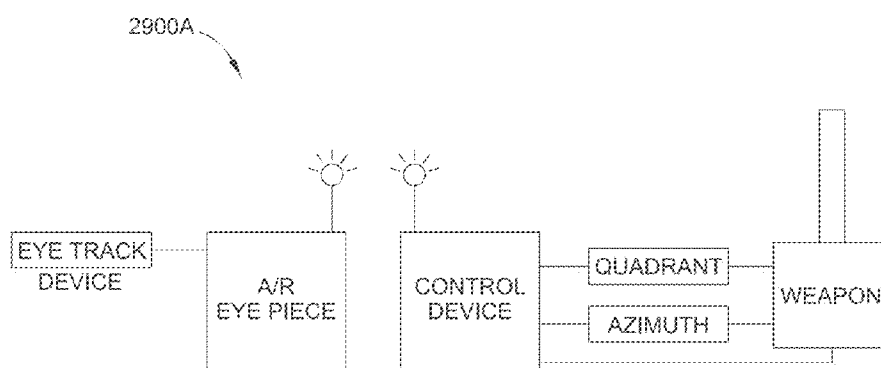 2900A
EYE TRACK
DEVICE
A/R
EYE PIECE
CONTROL
DEVICE
QUADRANT
AZIMUTH
WEAPON